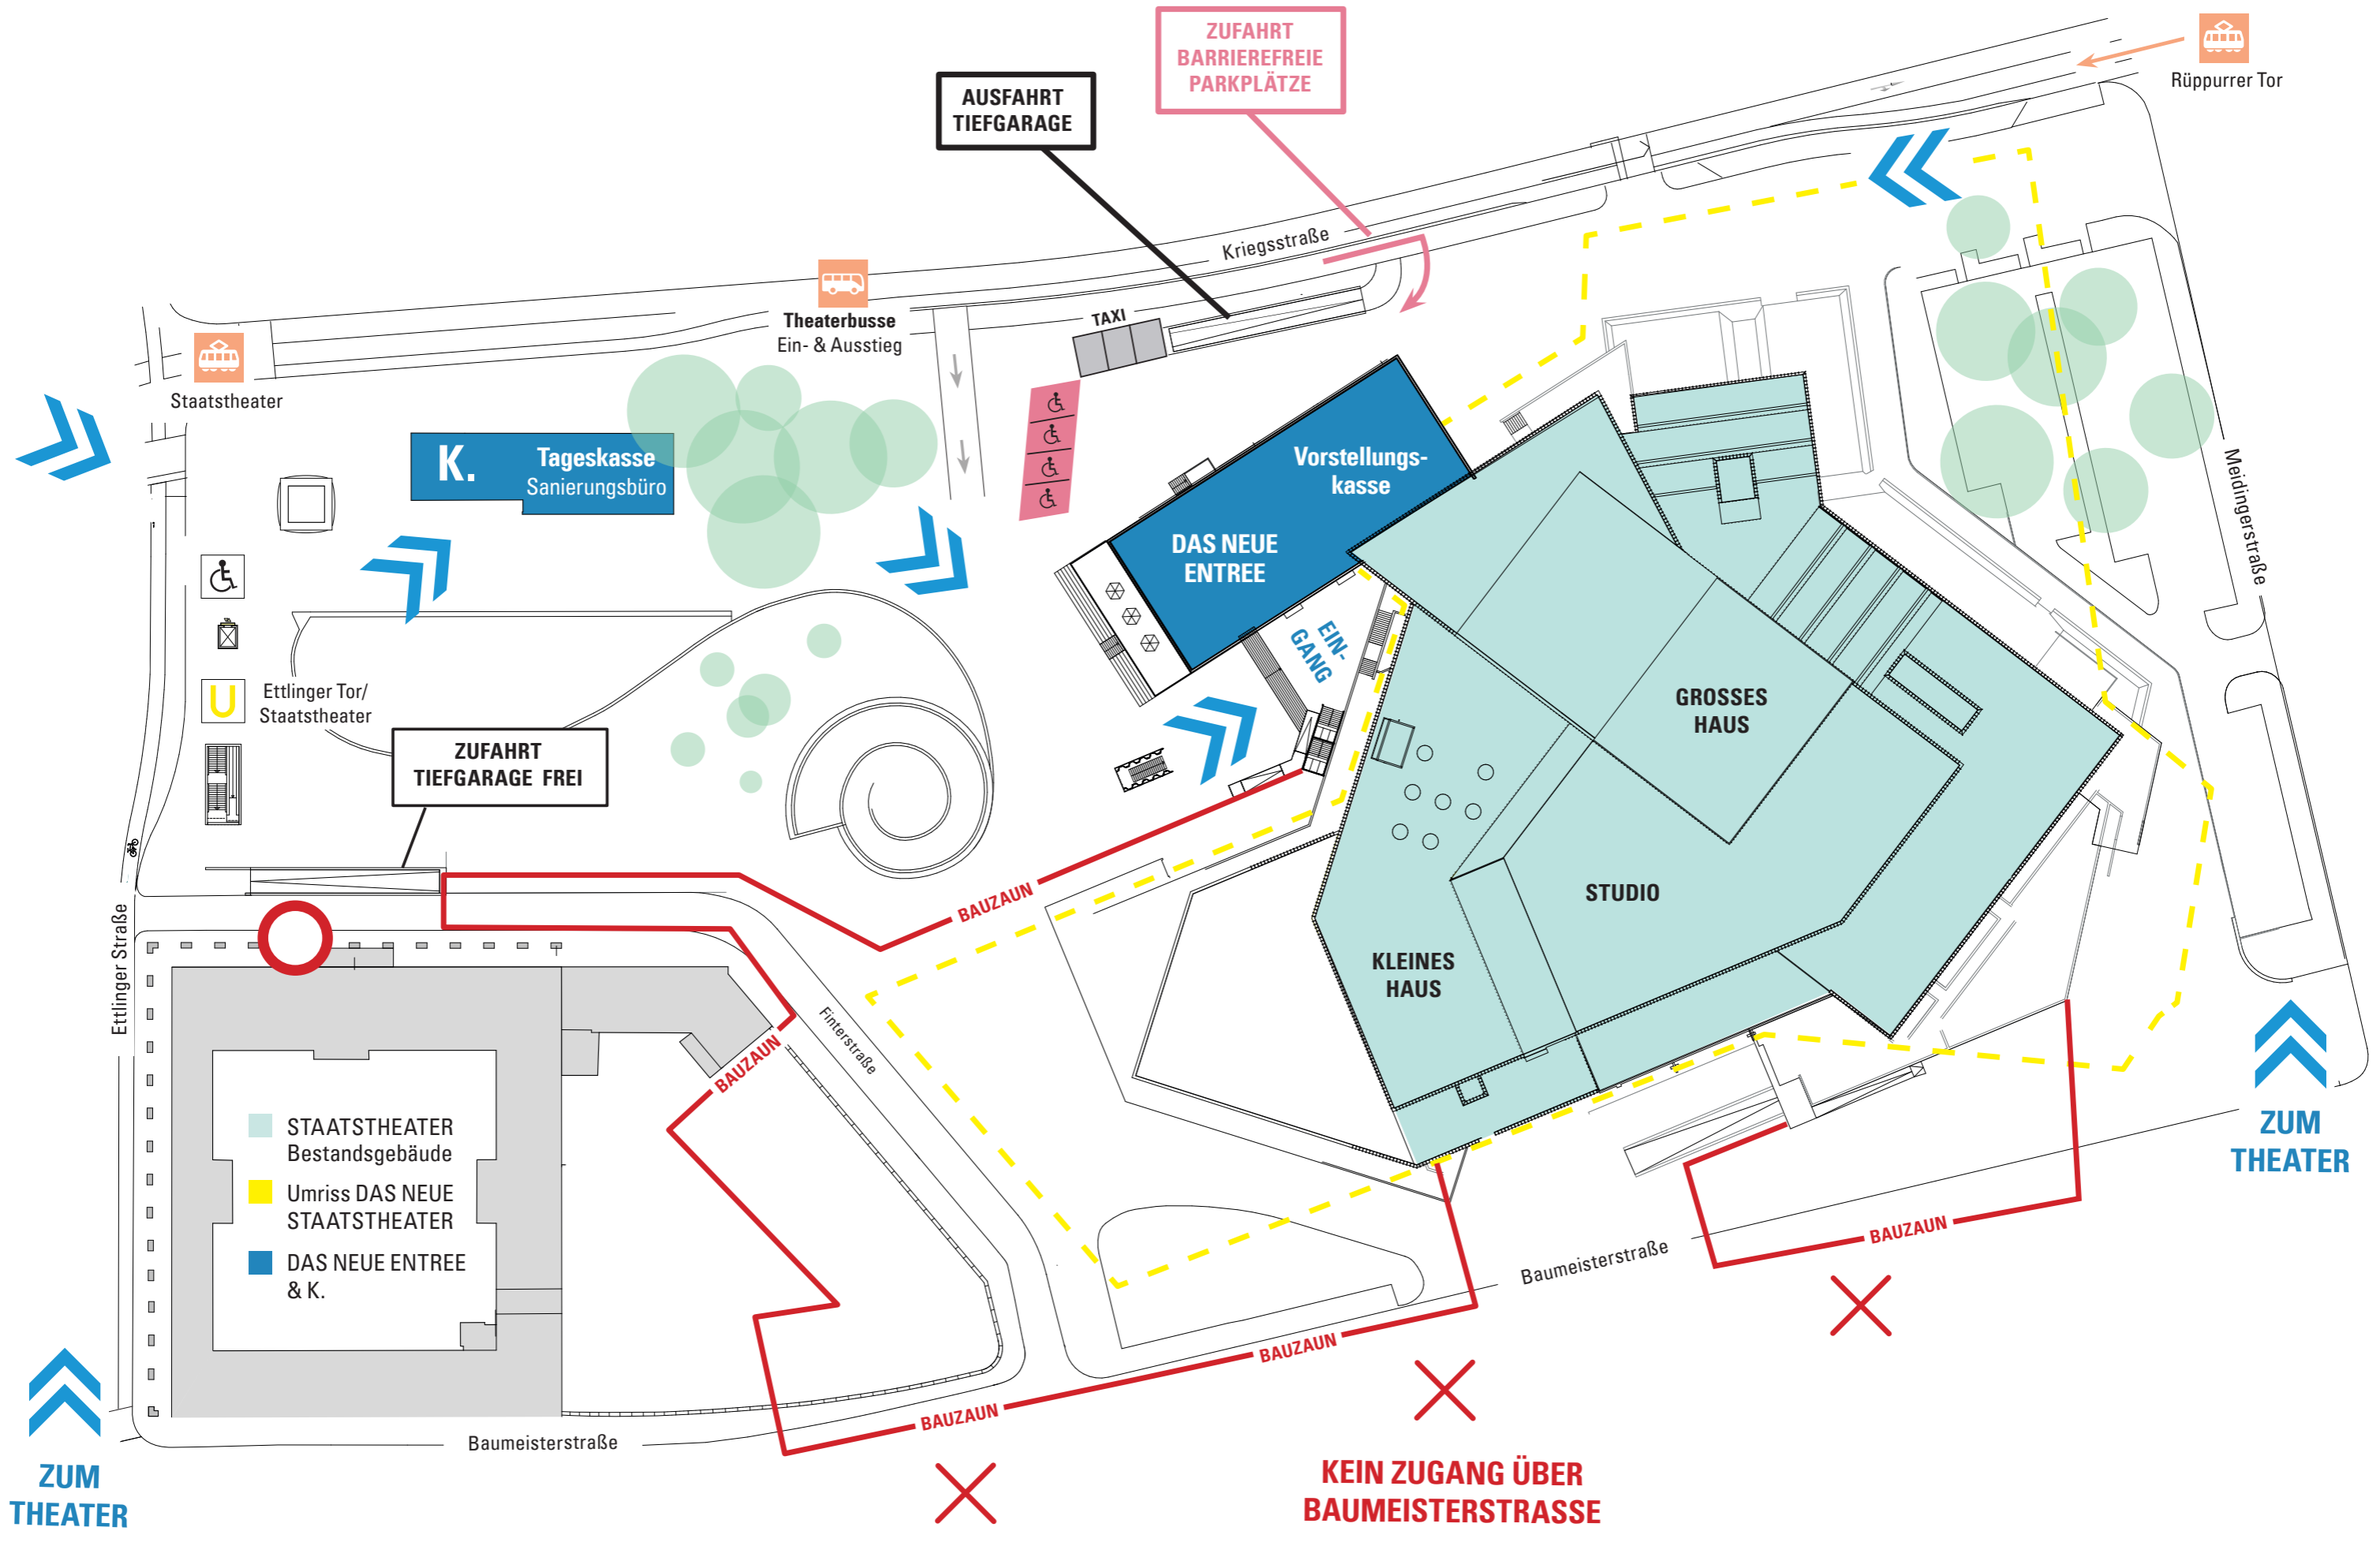 ZUFAHRT
BARRIEREFREIE
PARKPLÄTZE
AUSFAHRT
TIEFGARAGE
Rüppurrer Tor
Kriegsstraße
Theaterbusse
Ein- & Ausstieg
TAXI
Staatstheater
K.
Tageskasse
Sanierungsbüro
Vorstellungs-
kasse
DAS NEUE
ENTREE
EIN-
GANG
Meidingerstraße
U
Ettlinger Tor/
Staatstheater
ZUFAHRT
TIEFGARAGE FREI
GROSSES
HAUS
STUDIO
KLEINES
HAUS
BAUZAUN
Ettlinger Straße
Finterstraße
BAUZAUN
STAATSTHEATER
Bestandsgebäude
Umriss DAS NEUE
STAATSTHEATER
DAS NEUE ENTREE
& K.
ZUM
THEATER
BAUZAUN
Baumeisterstraße
BAUZAUN
BAUZAUN
Baumeisterstraße
ZUM
THEATER
KEIN ZUGANG ÜBER
BAUMEISTERSTRASSE